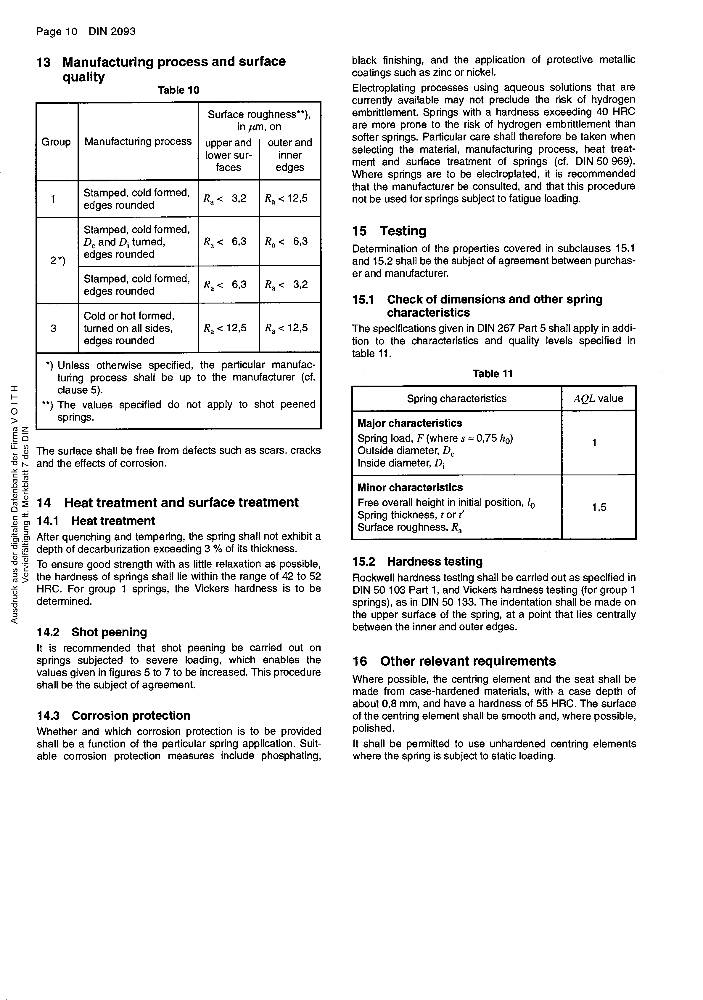 Page 10 DIN 2093
13 Manufacturing process and surface
quality
Table 10
Group
Manufacturing process
Surface roughness**),
in μm, on
upper and
lower sur-
faces
outer and
inner
edges
1
Stamped, cold formed,
edges rounded
Ra < 3,2
Ra < 12,5
2*)
Stamped, cold formed,
De and Di turned,
edges rounded
Ra < 6,3
Ra < 6,3
Stamped, cold formed,
edges rounded
Ra < 6,3
Ra < 3,2
3
Cold or hot formed,
turned on all sides,
edges rounded
Ra < 12,5
Ra < 12,5
*) Unless otherwise specified, the particular manufac-
turing process shall be up to the manufacturer (cf.
clause 5).
**) The values specified do not apply to shot peened
springs.
The surface shall be free from defects such as scars, cracks
and the effects of corrosion.
14 Heat treatment and surface treatment
14.1 Heat treatment
After quenching and tempering, the spring shall not exhibit a
depth of decarburization exceeding 3 % of its thickness.
To ensure good strength with as little relaxation as possible,
the hardness of springs shall lie within the range of 42 to 52
HRC. For group 1 springs, the Vickers hardness is to be
determined.
14.2 Shot peening
It is recommended that shot peening be carried out on
springs subjected to severe loading, which enables the
values given in figures 5 to 7 to be increased. This procedure
shall be the subject of agreement.
14.3 Corrosion protection
Whether and which corrosion protection is to be provided
shall be a function of the particular spring application. Suit-
able corrosion protection measures include phosphating,
black finishing, and the application of protective metallic
coatings such as zinc or nickel.
Electroplating processes using aqueous solutions that are
currently available may not preclude the risk of hydrogen
embrittlement. Springs with a hardness exceeding 40 HRC
are more prone to the risk of hydrogen embrittlement than
softer springs. Particular care shall therefore be taken when
selecting the material, manufacturing process, heat treat-
ment and surface treatment of springs (cf. DIN 50 969).
Where springs are to be electroplated, it is recommended
that the manufacturer be consulted, and that this procedure
not be used for springs subject to fatigue loading.
15 Testing
Determination of the properties covered in subclauses 15.1
and 15.2 shall be the subject of agreement between purchas-
er and manufacturer.
15.1 Check of dimensions and other spring
characteristics
The specifications given in DIN 267 Part 5 shall apply in addi-
tion to the characteristics and quality levels specified in
table 11.
Table 11
Spring characteristics
AQL value
Major characteristics
Spring load, F (where s ≈ 0,75 h0)
Outside diameter, De
Inside diameter, Di
1
Minor characteristics
Free overall height in initial position, l0
Spring thickness, t or t′
Surface roughness, Ra
1,5
15.2 Hardness testing
Rockwell hardness testing shall be carried out as specified in
DIN 50 103 Part 1, and Vickers hardness testing (for group 1
springs), as in DIN 50 133. The indentation shall be made on
the upper surface of the spring, at a point that lies centrally
between the inner and outer edges.
16 Other relevant requirements
Where possible, the centring element and the seat shall be
made from case-hardened materials, with a case depth of
about 0,8 mm, and have a hardness of 55 HRC. The surface
of the centring element shall be smooth and, where possible,
polished.
It shall be permitted to use unhardened centring elements
where the spring is subject to static loading.
Ausdruck aus der digitalen Datenbank der Firma V O I T H
Vervielfältigung lt. Merkblatt 7 des DIN